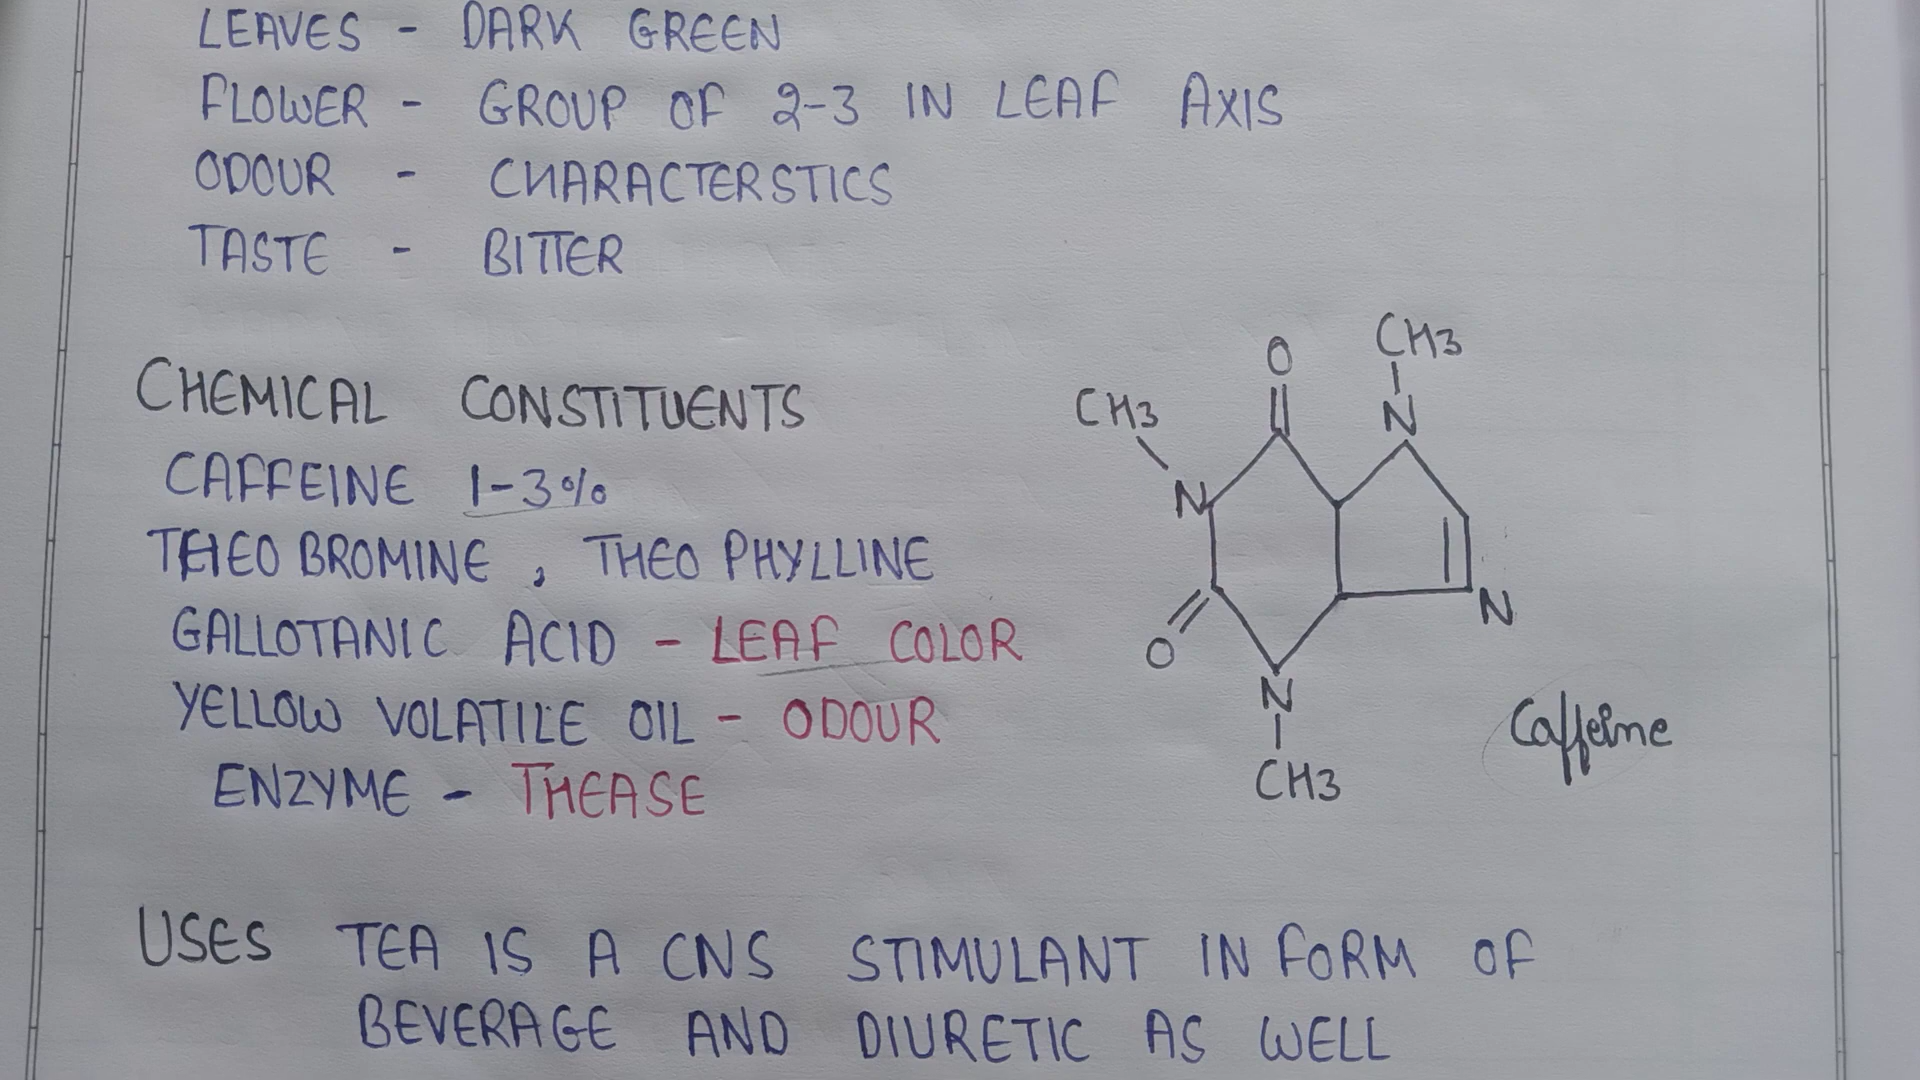 LEAVES - DARK GREEN
FLOWER - GROUP OF 2-3 IN LEAF AXIS
ODOUR - CHARACTERSTICS
TASTE - BITTER
CHEMICAL CONSTITUENTS
CAFFEINE 1-3%
THEO BROMINE , THEO PHYLLINE
GALLOTANIC ACID - LEAF COLOR
YELLOW VOLATILE OIL - ODOUR
ENZYME - THEASE
O CH3
CH3 N
N
N
O
N
CH3
Caffeine
USES TEA IS A CNS STIMULANT IN FORM OF
BEVERAGE AND DIURETIC AS WELL